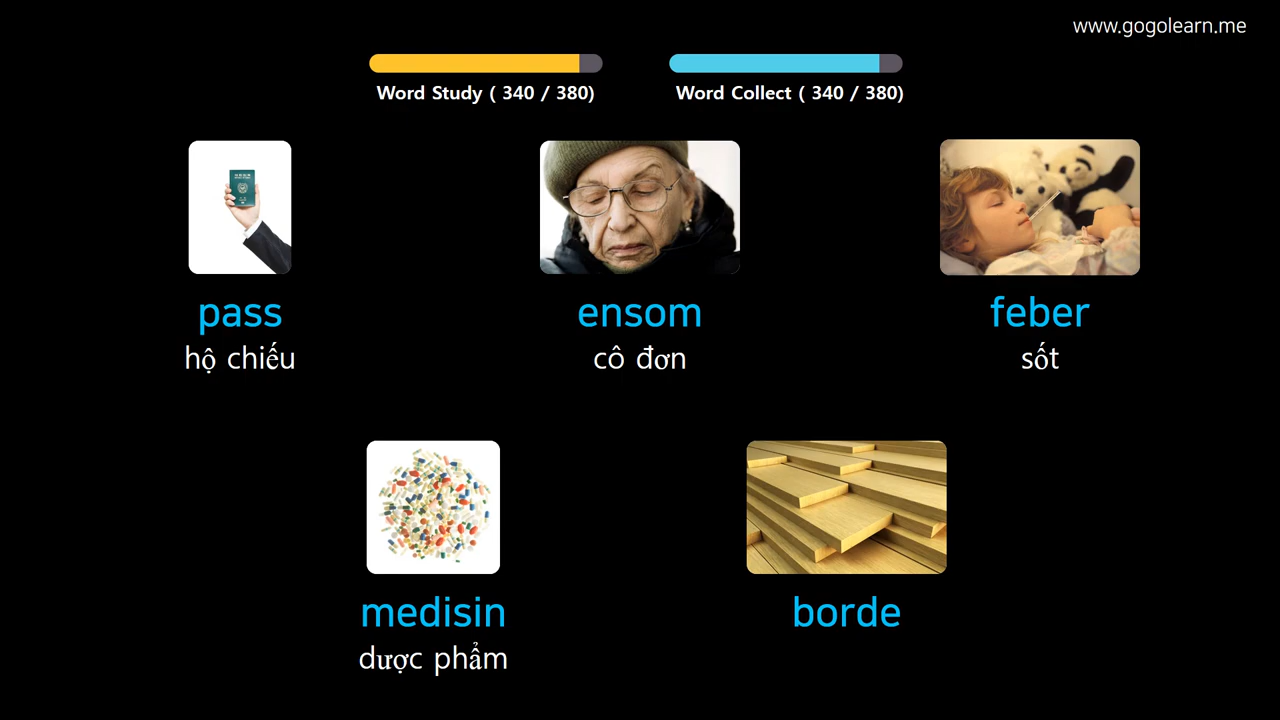 www.gogolearn.me
Word Study ( 340 / 380)
Word Collect ( 340 / 380)
pass
hộ chiếu
ensom
cô đơn
feber
sốt
medisin
dược phẩm
borde